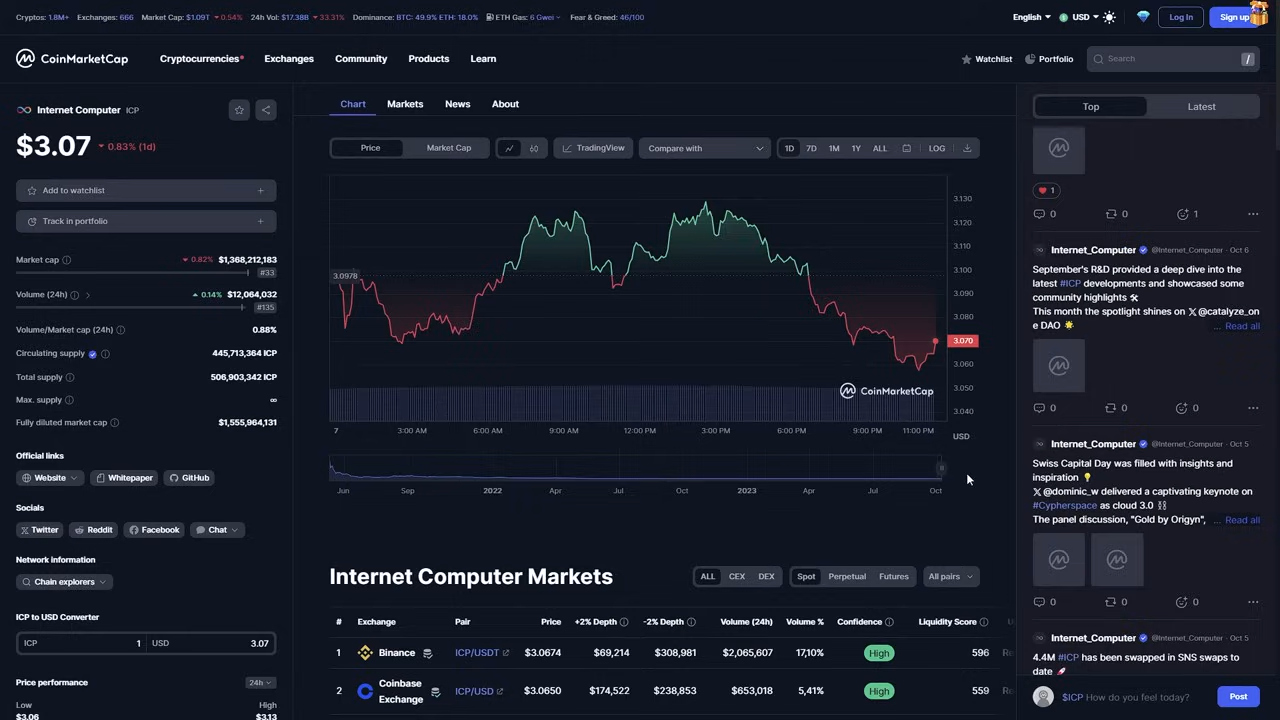 Cryptos: 1.8M+ Exchanges: 666 Market Cap: $1.09T 0.54% 24h Vol: $17.38B 33.31% Dominance: BTC: 49.9% ETH: 18.0% ETH Gas: 6 Gwei Fear & Greed: 46/100
English USD Log In Sign up
CoinMarketCap
Cryptocurrencies Exchanges Community Products Learn
Watchlist Portfolio Search /
Internet Computer ICP
$3.07 0.83% (1d)
Add to watchlist +
Track in portfolio +
Market cap 0.82% $1,368,212,183
#33
Volume (24h) 0.14% $12,064,032
#135
Volume/Market cap (24h) 0.88%
Circulating supply 445,713,364 ICP
Total supply 506,903,342 ICP
Max. supply ∞
Fully diluted market cap $1,555,964,131
Official links
Website Whitepaper GitHub
Socials
Twitter Reddit Facebook Chat
Network information
Chain explorers
ICP to USD Converter
ICP 1 USD 3.07
Price performance 24h
Low High
$3.06 $3.13
Chart Markets News About
Price Market Cap TradingView Compare with 1D 7D 1M 1Y ALL LOG
3.130
3.120
3.110
3.100
3.0978
3.090
3.080
3.070
3.060
3.050
3.040
CoinMarketCap
7 3:00 AM 6:00 AM 9:00 AM 12:00 PM 3:00 PM 6:00 PM 9:00 PM 11:00 PM USD
Jun Sep 2022 Apr Jul Oct 2023 Apr Jul Oct
Internet Computer Markets
ALL CEX DEX Spot Perpetual Futures All pairs
# Exchange Pair Price +2% Depth -2% Depth Volume (24h) Volume % Confidence Liquidity Score
1 Binance ICP/USDT $3.0674 $69,214 $308,981 $2,065,607 17,10% High 596
2 Coinbase Exchange ICP/USD $3.0650 $174,522 $238,853 $653,018 5,41% High 559
Top Latest
1
0 0 1
Internet_Computer @Internet_Computer · Oct 6
September's R&D provided a deep dive into the
latest #ICP developments and showcased some
community highlights 🛠
This month the spotlight shines on 𝕏@catalyze_on
e DAO 🌟 ... Read all
0 0 0
Internet_Computer @Internet_Computer · Oct 5
Swiss Capital Day was filled with insights and
inspiration 💡
𝕏@dominic_w delivered a captivating keynote on
#Cypherspace as cloud 3.0 ⛓
The panel discussion, "Gold by Origyn", ... Read all
0 0 0
Internet_Computer @Internet_Computer · Oct 5
4.4M #ICP has been swapped in SNS swaps to
date 🚀
$ICP How do you feel today? Post